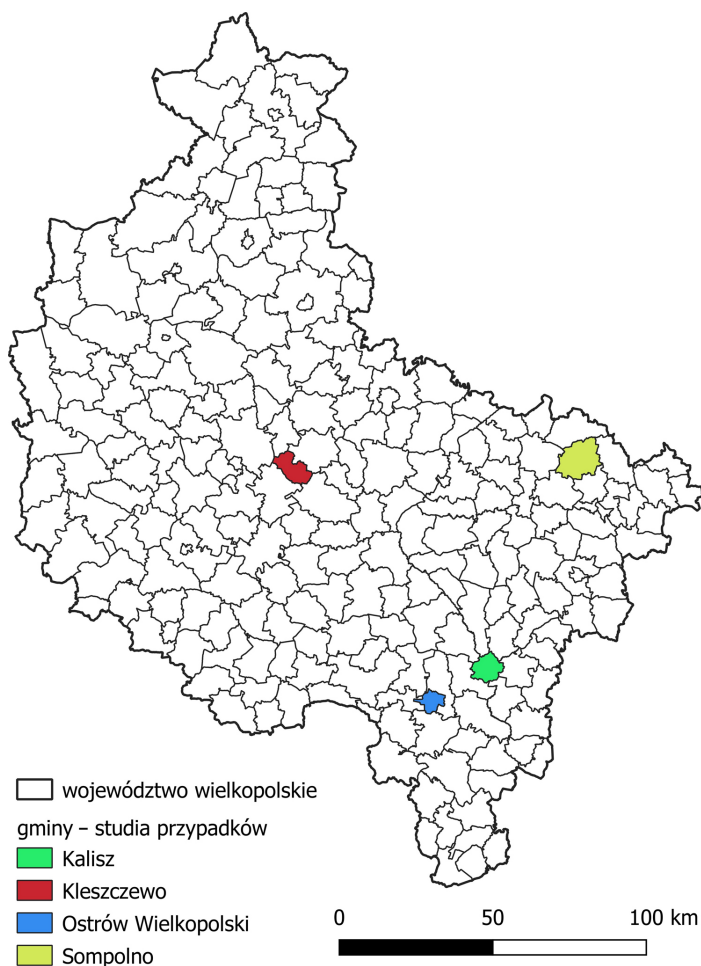 województwo wielkopolskie
gminy – studia przypadków
Kalisz
Kleszczewo
Ostrów Wielkopolski
Sompolno
0 50 100 km